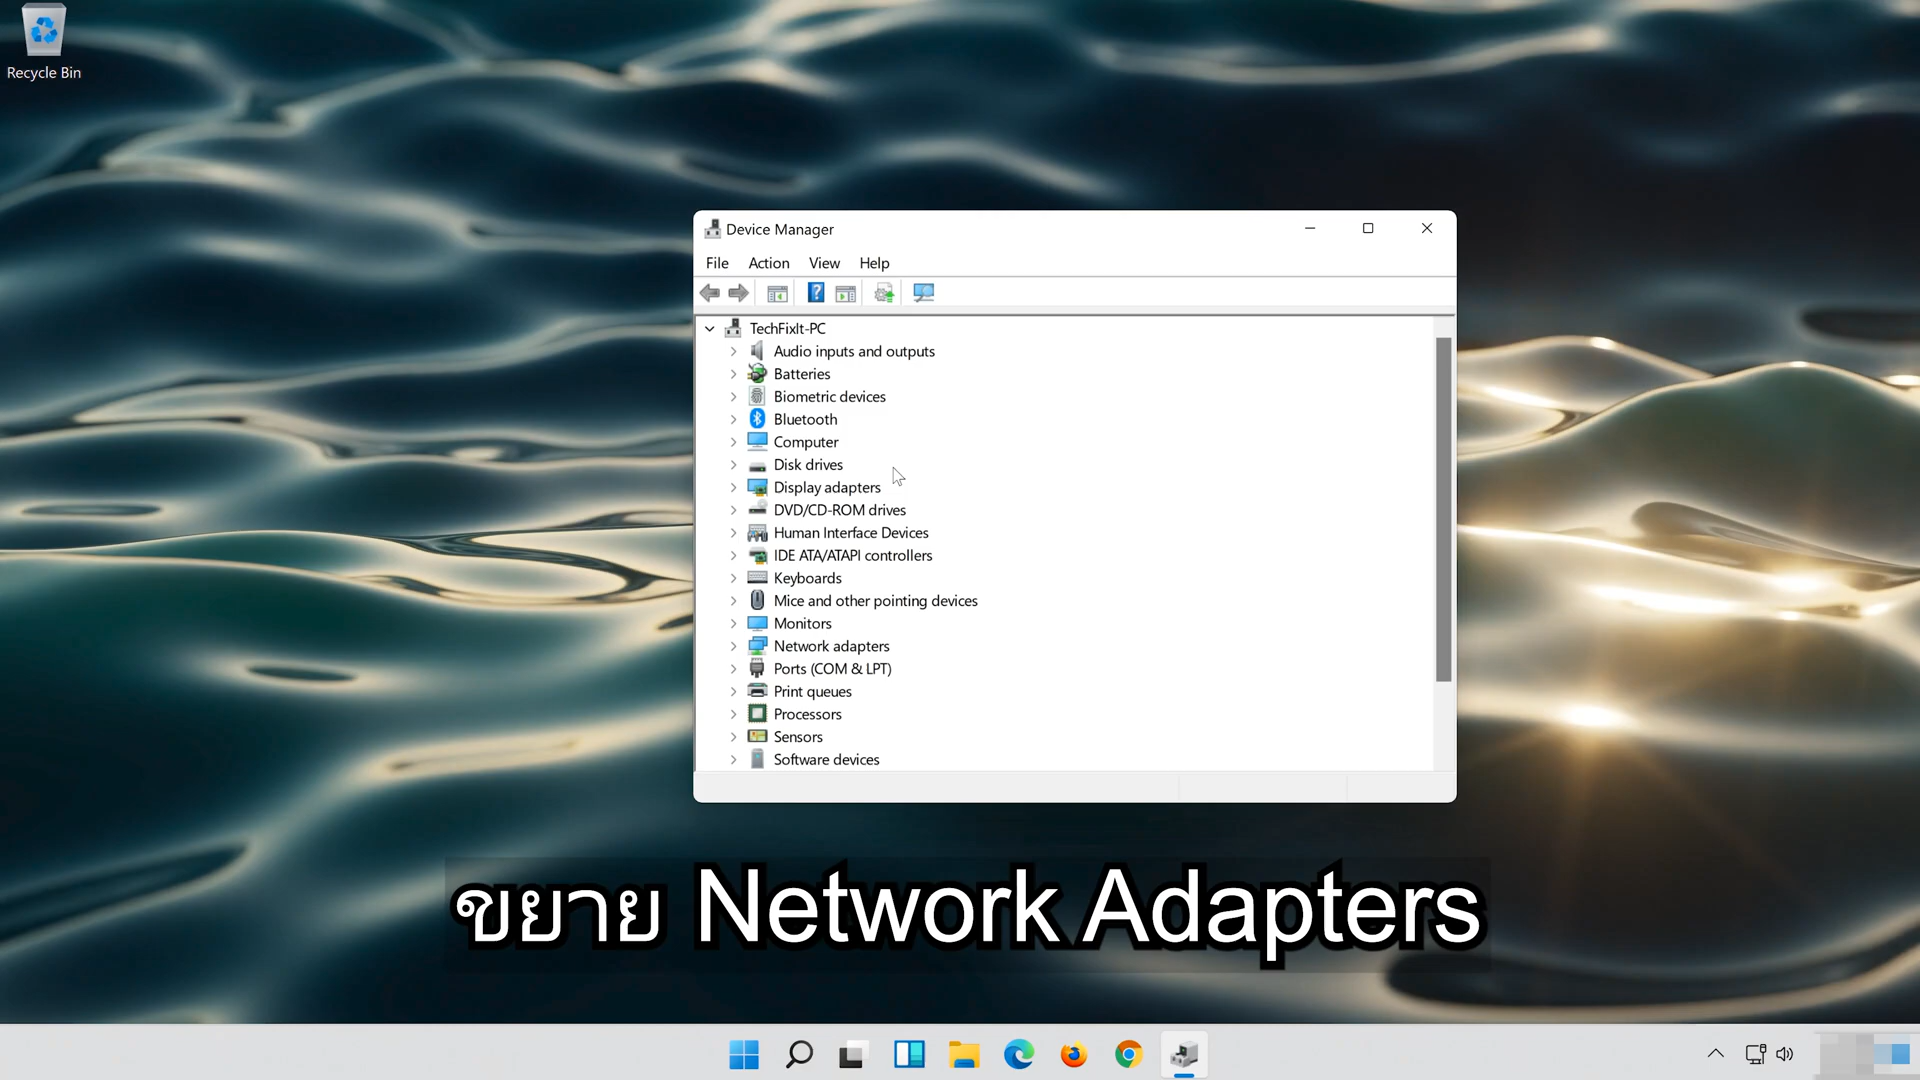 Recycle Bin
Device Manager
File Action View Help
TechFixIt-PC
Audio inputs and outputs
Batteries
Biometric devices
Bluetooth
Computer
Disk drives
Display adapters
DVD/CD-ROM drives
Human Interface Devices
IDE ATA/ATAPI controllers
Keyboards
Mice and other pointing devices
Monitors
Network adapters
Ports (COM & LPT)
Print queues
Processors
Sensors
Software devices
ขยาย Network Adapters